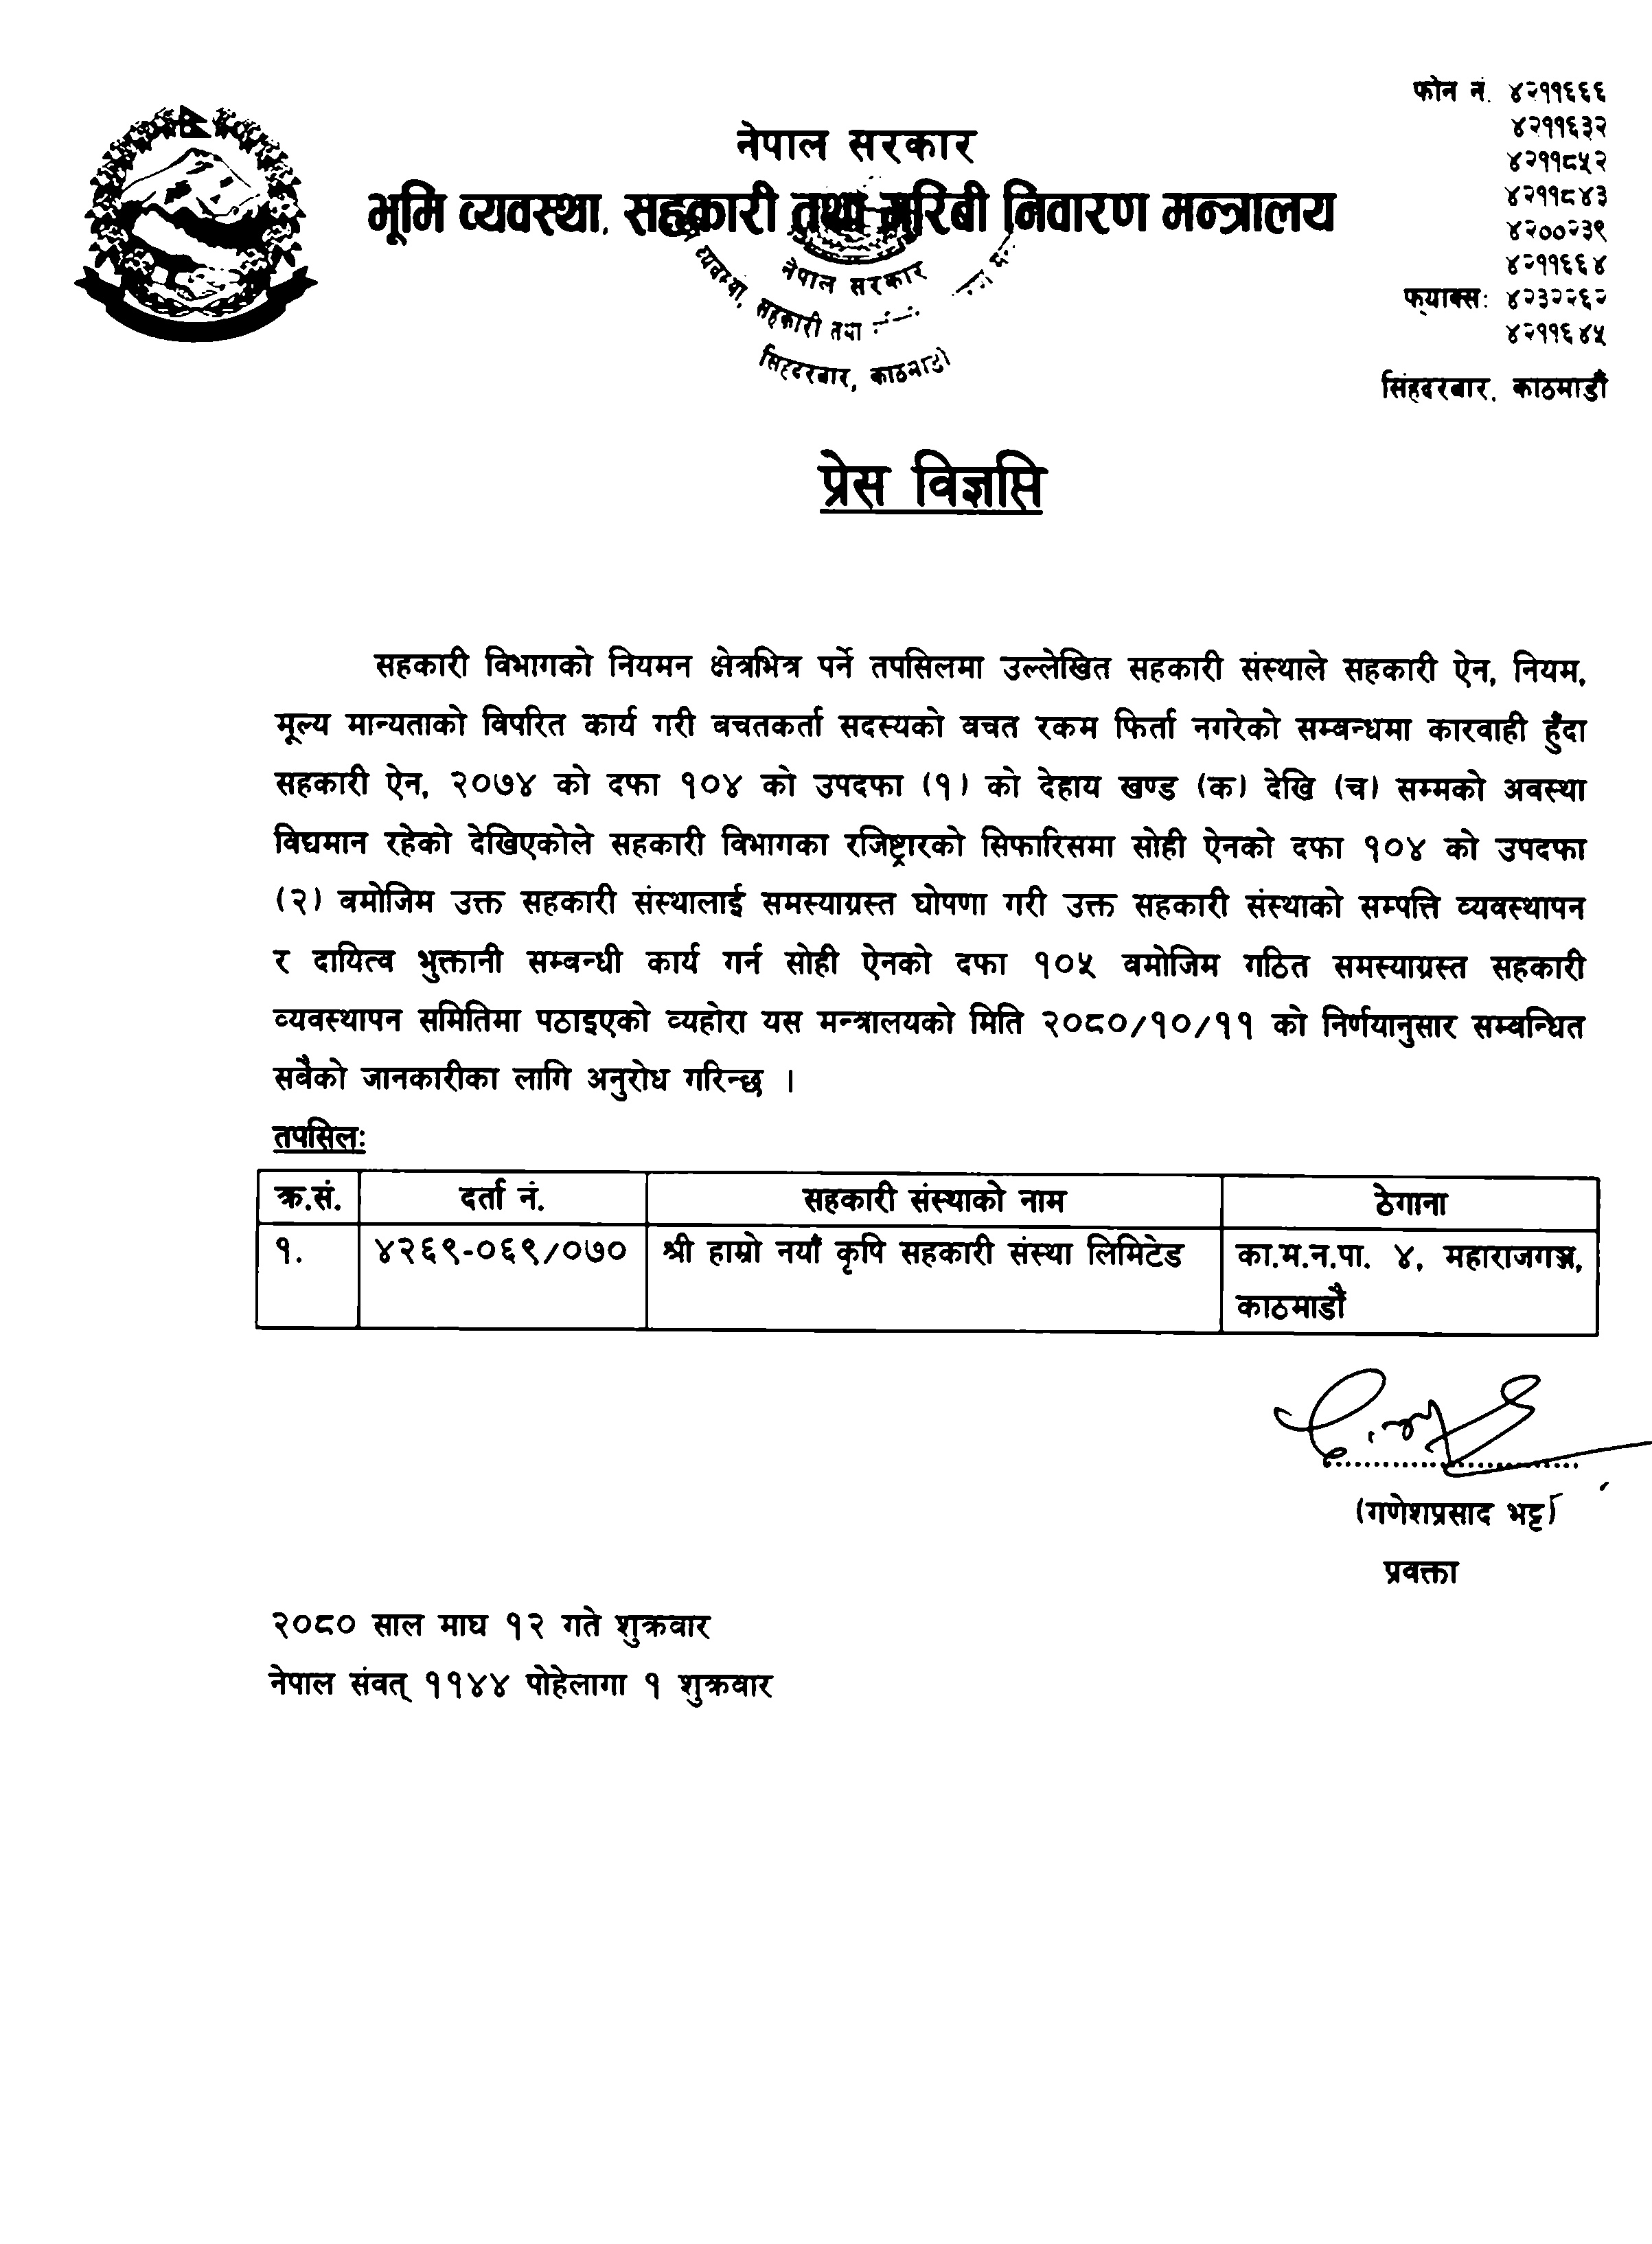 फोन नं. ४२११६६६
४२११६३२
४२११८५२
४२११८४३
४२००२३९
४२११६६४
फ्याक्सः ४२३२२६२
४२११६४५
सिंहदरबार, काठमाडौं
नेपाल सरकार
भूमि व्यवस्था, सहकारी तथा गरिबी निवारण मन्त्रालय
नेपाल सरकार
व्यवस्था, सहकारी तथा
सिंहदरबार, काठमाडौं
प्रेस विज्ञप्ति
सहकारी विभागको नियमन क्षेत्रभित्र पर्ने तपसिलमा उल्लेखित सहकारी संस्थाले सहकारी ऐन, नियम,
मूल्य मान्यताको विपरित कार्य गरी बचतकर्ता सदस्यको वचत रकम फिर्ता नगरेको सम्बन्धमा कारवाही हुँदा
सहकारी ऐन, २०७४ को दफा १०४ को उपदफा (१) को देहाय खण्ड (क) देखि (च) सम्मको अवस्था
विद्यमान रहेको देखिएकोले सहकारी विभागका रजिष्ट्रारको सिफारिसमा सोही ऐनको दफा १०४ को उपदफा
(२) बमोजिम उक्त सहकारी संस्थालाई समस्याग्रस्त घोषणा गरी उक्त सहकारी संस्थाको सम्पत्ति व्यवस्थापन
र दायित्व भुक्तानी सम्बन्धी कार्य गर्न सोही ऐनको दफा १०५ बमोजिम गठित समस्याग्रस्त सहकारी
व्यवस्थापन समितिमा पठाइएको व्यहोरा यस मन्त्रालयको मिति २०८०/१०/११ को निर्णयानुसार सम्बन्धित
सबैको जानकारीका लागि अनुरोध गरिन्छ ।
तपसिलः
क्र.सं. दर्ता नं. सहकारी संस्थाको नाम ठेगाना
१. ४२६९-०६९/०७० श्री हाम्रो नयाँ कृषि सहकारी संस्था लिमिटेड का.म.न.पा. ४, महाराजगञ्ज,
काठमाडौं
(गणेशप्रसाद भट्ट)
प्रवक्ता
२०८० साल माघ १२ गते शुक्रवार
नेपाल संवत् ११४४ पोहेलागा १ शुक्रवार